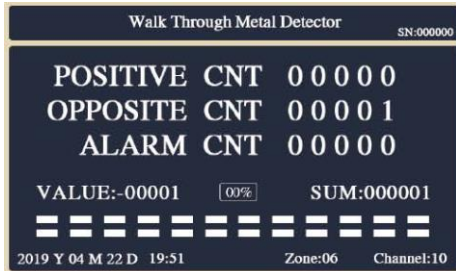 Walk Through Metal Detector
SN:000000
POSITIVE CNT 00000
OPPOSITE CNT 00001
ALARM CNT 00000
VALUE:-00001 00% SUM:000001
2019 Y 04 M 22 D 19:51 Zone:06 Channel:10